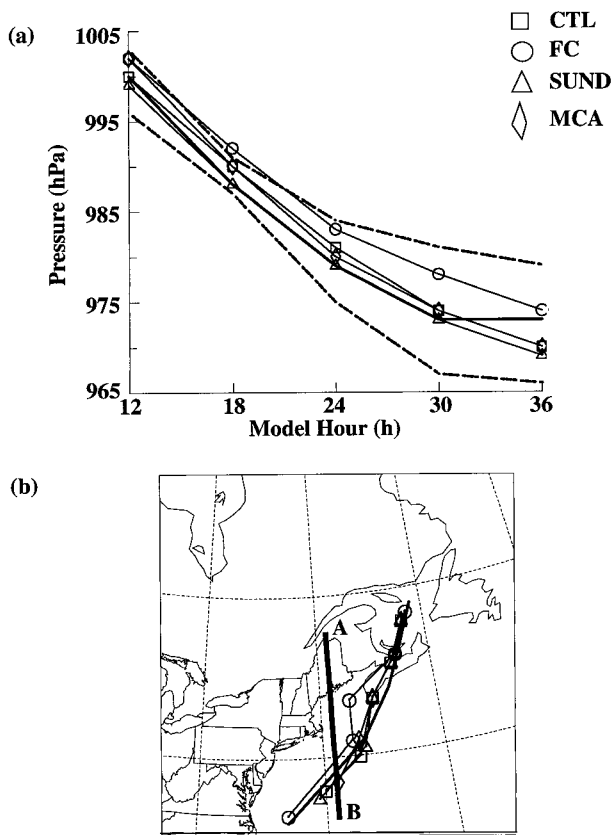 (a)
1005
995
985
975
965
Pressure (hPa)
12
18
24
30
36
Model Hour (h)
CTL
FC
SUND
MCA
(b)
A
B